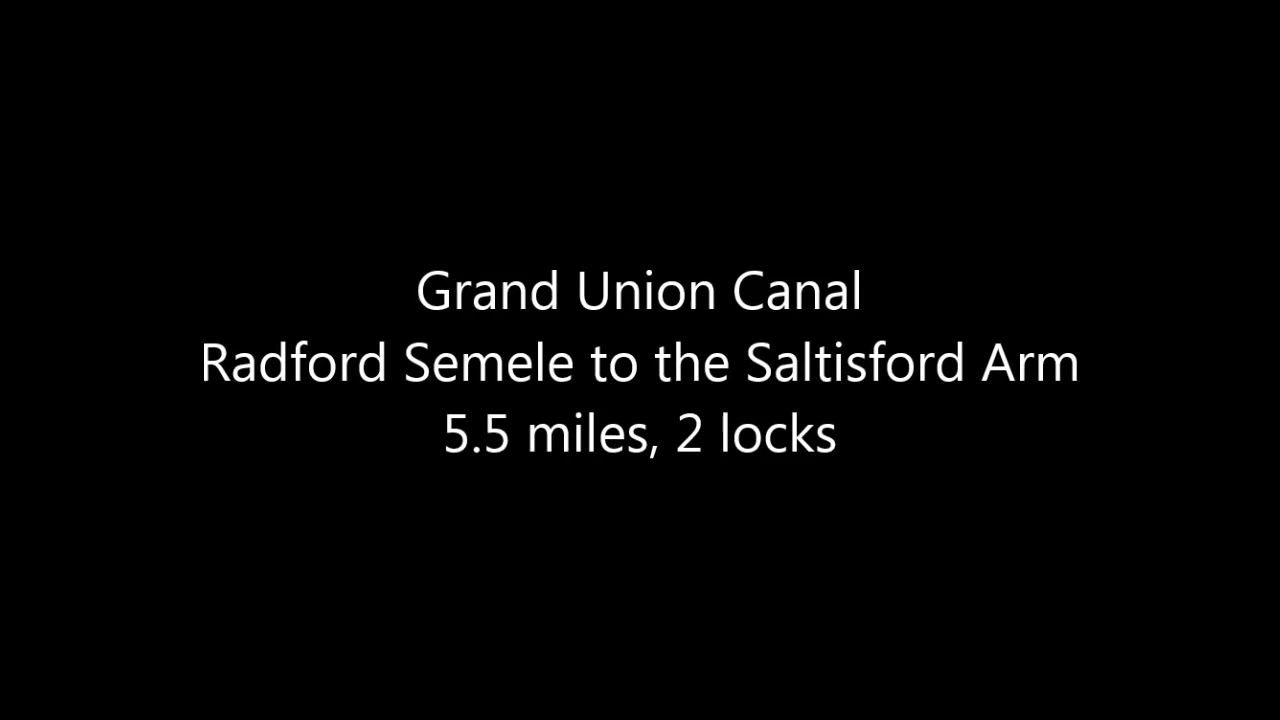 Grand Union Canal
Radford Semele to the Saltisford Arm
5.5 miles, 2 locks